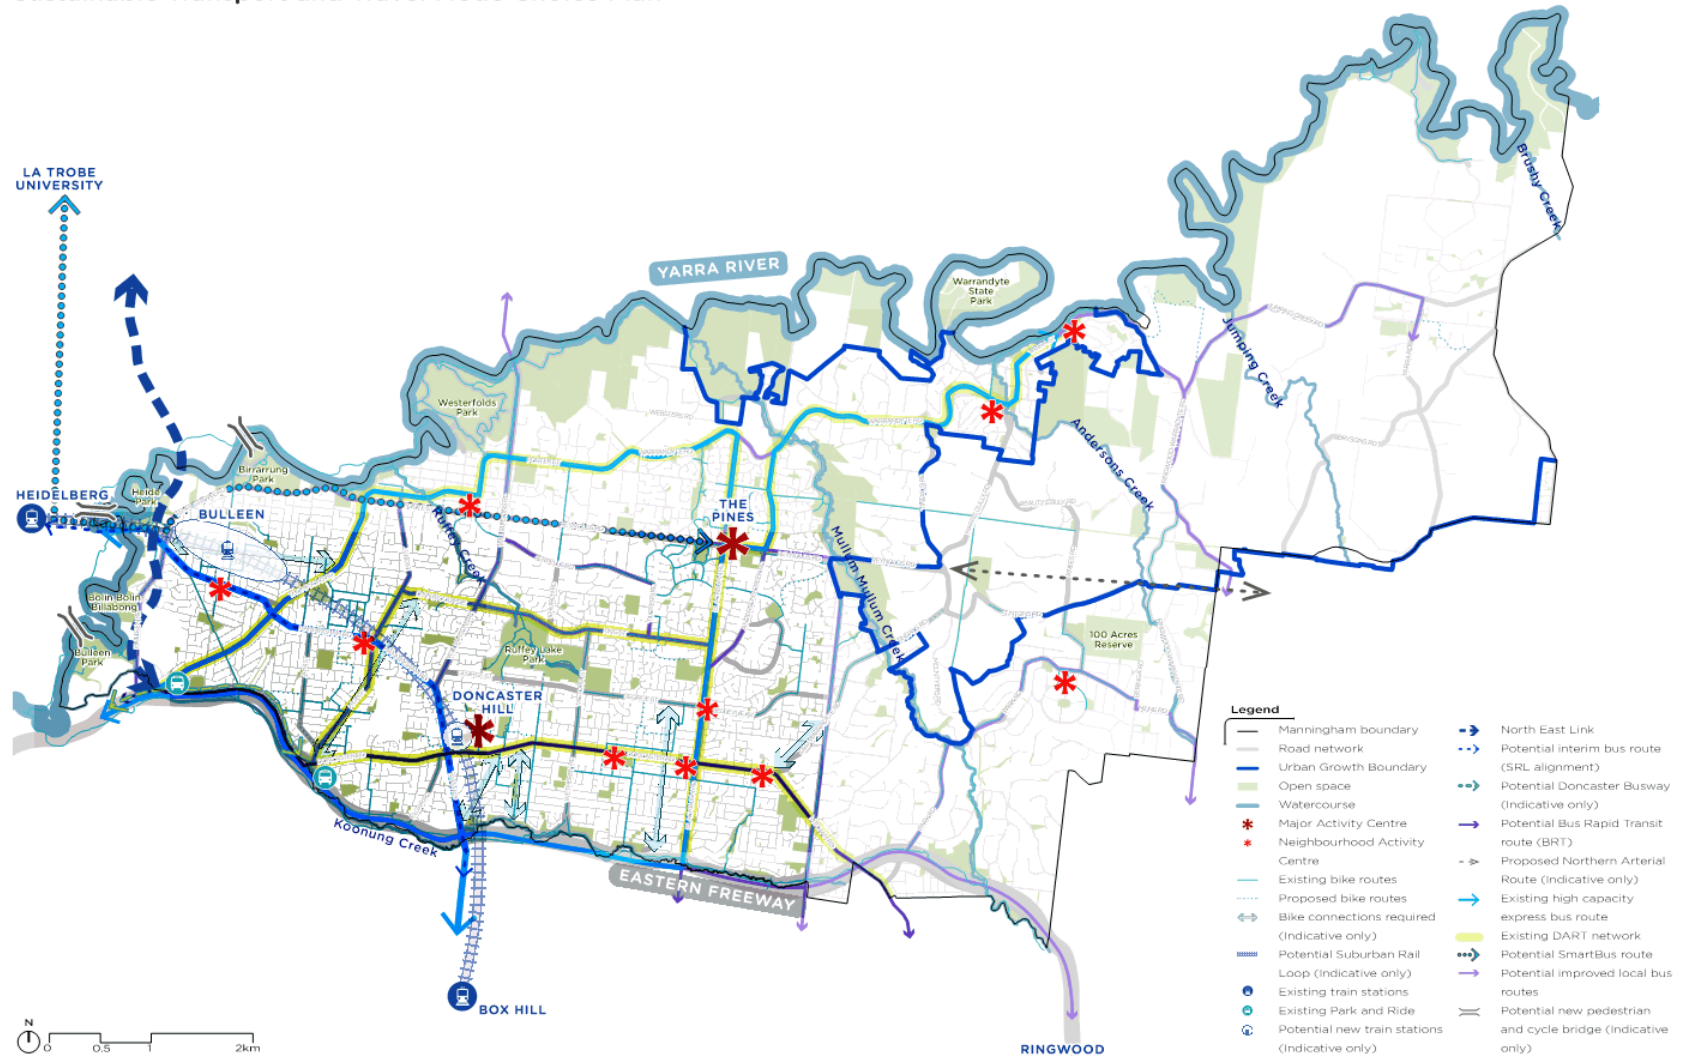 LA TROBE
UNIVERSITY
YARRA RIVER
Warrandyte
State
Park
Brushy Creek
Jumping Creek
Westerfolds
Park
Andersons Creek
Birrarrung
Park
HEIDELBERG
Heide
Park
BULLEEN
THE
PINES
Ruffey Creek
Mullum Mullum Creek
Bolin Bolin
Billabong
Bulleen
Park
Ruffey Lake
Park
100 Acres
Reserve
DONCASTER
HILL
Koonung Creek
EASTERN FREEWAY
BOX HILL
RINGWOOD
N
0 0.5 1 2km
Legend
Manningham boundary
Road network
Urban Growth Boundary
Open space
Watercourse
Major Activity Centre
Neighbourhood Activity
Centre
Existing bike routes
Proposed bike routes
Bike connections required
(Indicative only)
Potential Suburban Rail
Loop (Indicative only)
Existing train stations
Existing Park and Ride
Potential new train stations
(Indicative only)
North East Link
Potential interim bus route
(SRL alignment)
Potential Doncaster Busway
(Indicative only)
Potential Bus Rapid Transit
route (BRT)
Proposed Northern Arterial
Route (Indicative only)
Existing high capacity
express bus route
Existing DART network
Potential SmartBus route
Potential improved local bus
routes
Potential new pedestrian
and cycle bridge (Indicative
only)